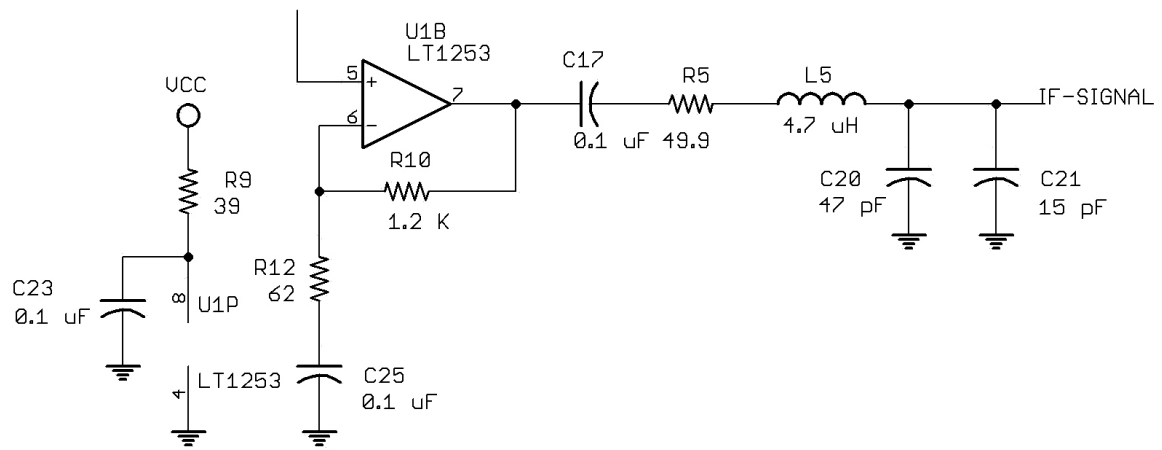 U1B
LT1253
C17
R5
L5
IF-SIGNAL
VCC
5
+
7
6
−
0.1 uF
49.9
4.7 uH
R10
1.2 K
R9
39
C20
47 pF
C21
15 pF
R12
62
C23
0.1 uF
8
U1P
4
LT1253
C25
0.1 uF